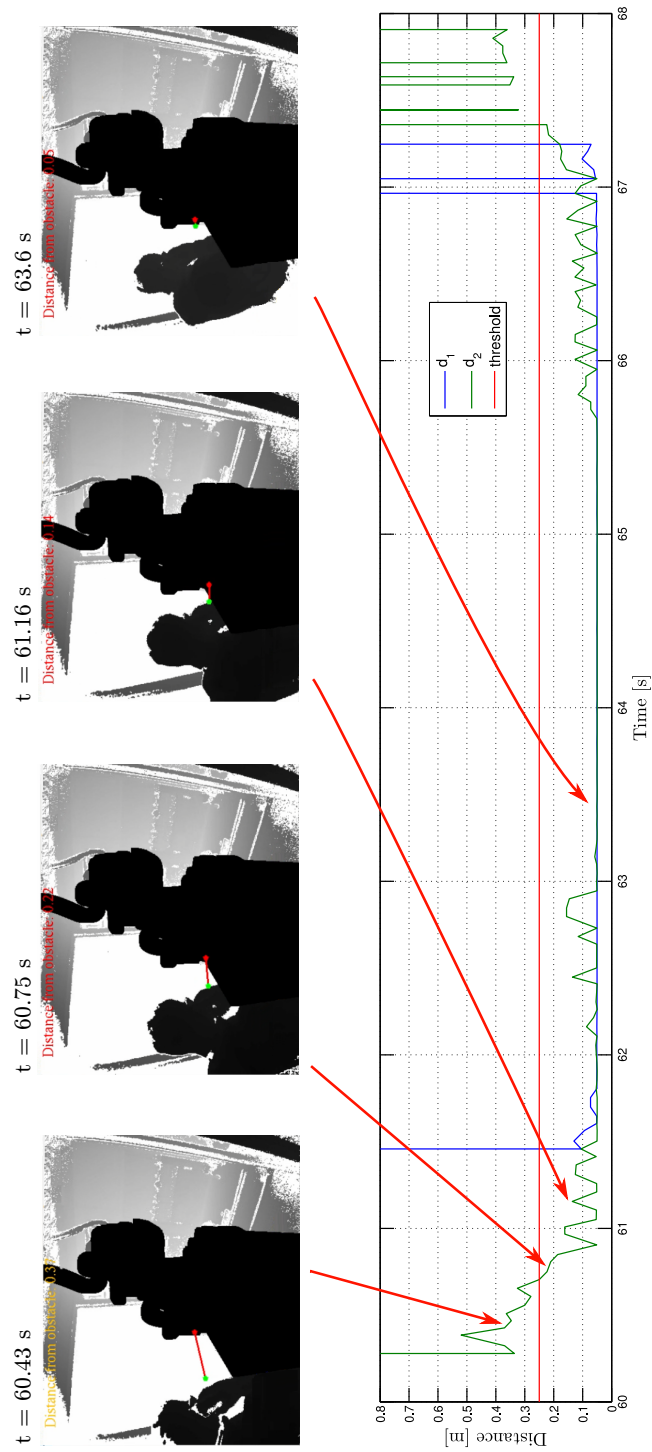 t = 60.43 s
t = 60.75 s
t = 61.16 s
t = 63.6 s
Distance from obstacle:
Distance from obstacle: 0.22
Distance from obstacle: 0.14
Distance from obstacle: 0.05
Distance [m]
0.8
0.7
0.6
0.5
0.4
0.3
0.2
0.1
0
d1
d2
threshold
60
61
62
63
64
65
66
67
68
Time [s]